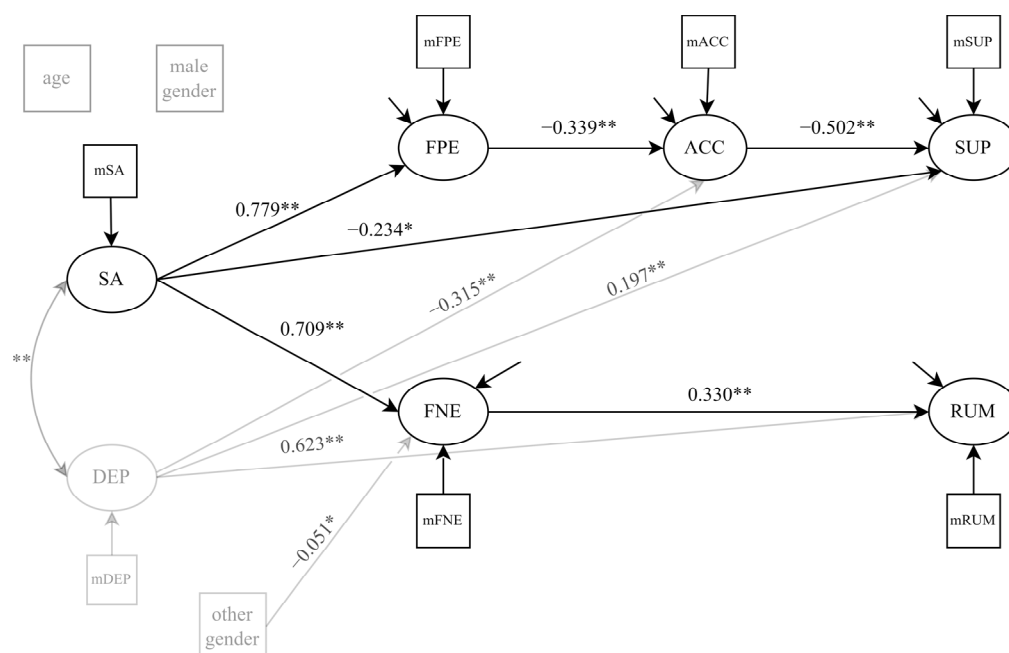 mFPE
mACC
mSUP
age
male
gender
−0.339**
−0.502**
FPE
ACC
SUP
mSA
0.779**
−0.234*
SA
−0.315**
0.197**
0.709**
**
0.330**
FNE
RUM
0.623**
DEP
mFNE
mRUM
−0.051*
mDEP
other
gender